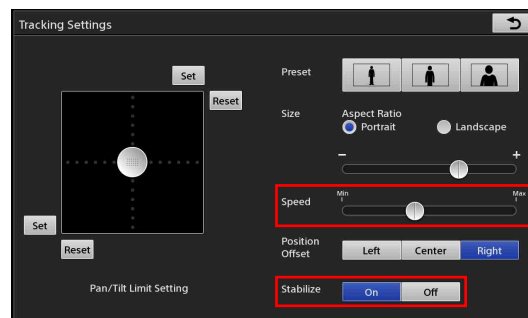 Tracking Settings
Set
Reset
Set
Reset
Pan/Tilt Limit Setting
Preset
Size
Aspect Ratio
Portrait
Landscape
− +
Speed
Min Max
Position
Offset
Left Center Right
Stabilize
On Off